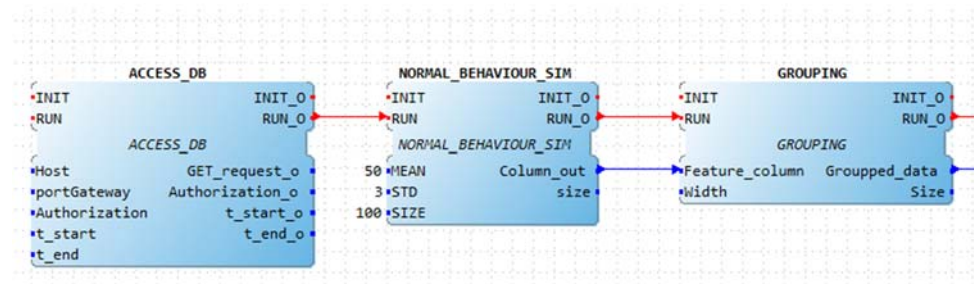 ACCESS_DB
INIT INIT_O
RUN RUN_O
ACCESS_DB
Host GET_request_o
portGateway Authorization_o
Authorization t_start_o
t_start t_end_o
t_end
NORMAL_BEHAVIOUR_SIM
INIT INIT_O
RUN RUN_O
NORMAL_BEHAVIOUR_SIM
50 MEAN Column_out
3 STD size
100 SIZE
GROUPING
INIT INIT_O
RUN RUN_O
GROUPING
Feature_column Groupped_data
Width Size